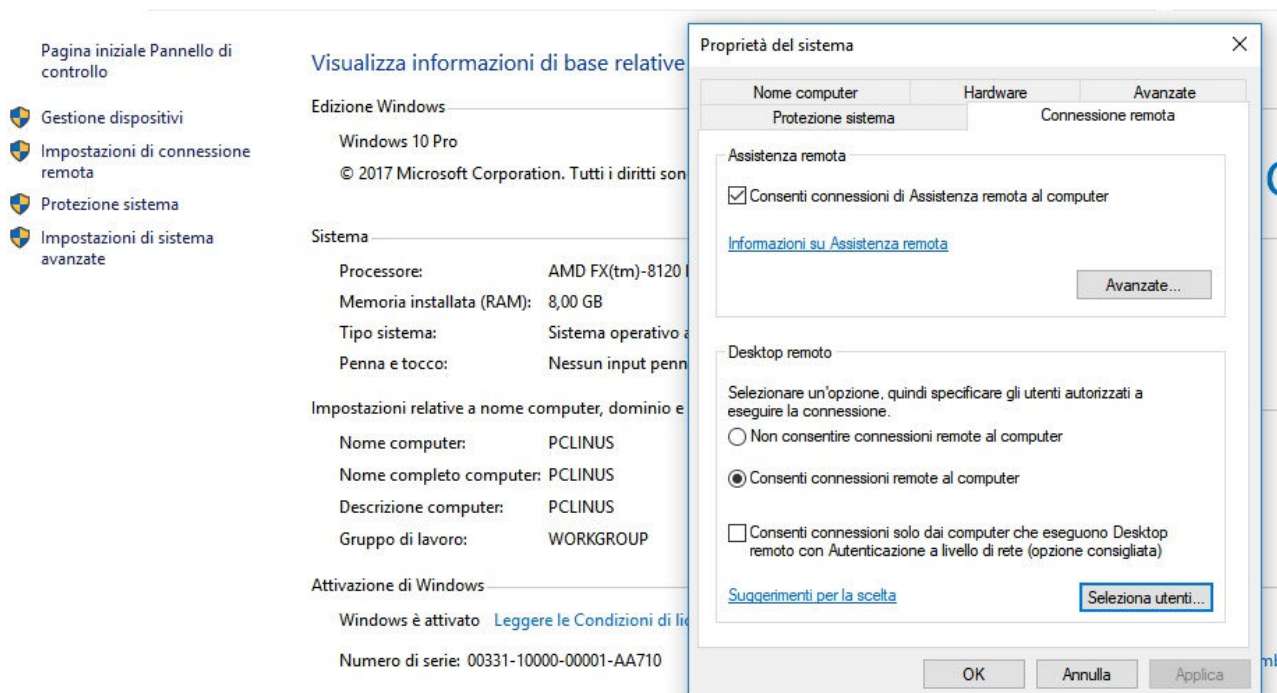 Pagina iniziale Pannello di
controllo
Gestione dispositivi
Impostazioni di connessione
remota
Protezione sistema
Impostazioni di sistema
avanzate
Visualizza informazioni di base relative
Edizione Windows
Windows 10 Pro
© 2017 Microsoft Corporation. Tutti i diritti son
Sistema
Processore: AMD FX(tm)-8120
Memoria installata (RAM): 8,00 GB
Tipo sistema: Sistema operativo a
Penna e tocco: Nessun input penn
Impostazioni relative a nome computer, dominio e
Nome computer: PCLINUS
Nome completo computer: PCLINUS
Descrizione computer: PCLINUS
Gruppo di lavoro: WORKGROUP
Attivazione di Windows
Windows è attivato Leggere le Condizioni di lic
Numero di serie: 00331-10000-00001-AA710
Proprietà del sistema
Nome computer Hardware Avanzate
Protezione sistema Connessione remota
Assistenza remota
Consenti connessioni di Assistenza remota al computer
Informazioni su Assistenza remota
Avanzate...
Desktop remoto
Selezionare un'opzione, quindi specificare gli utenti autorizzati a
eseguire la connessione.
Non consentire connessioni remote al computer
Consenti connessioni remote al computer
Consenti connessioni solo dai computer che eseguono Desktop
remoto con Autenticazione a livello di rete (opzione consigliata)
Suggerimenti per la scelta
Seleziona utenti...
OK Annulla Applica